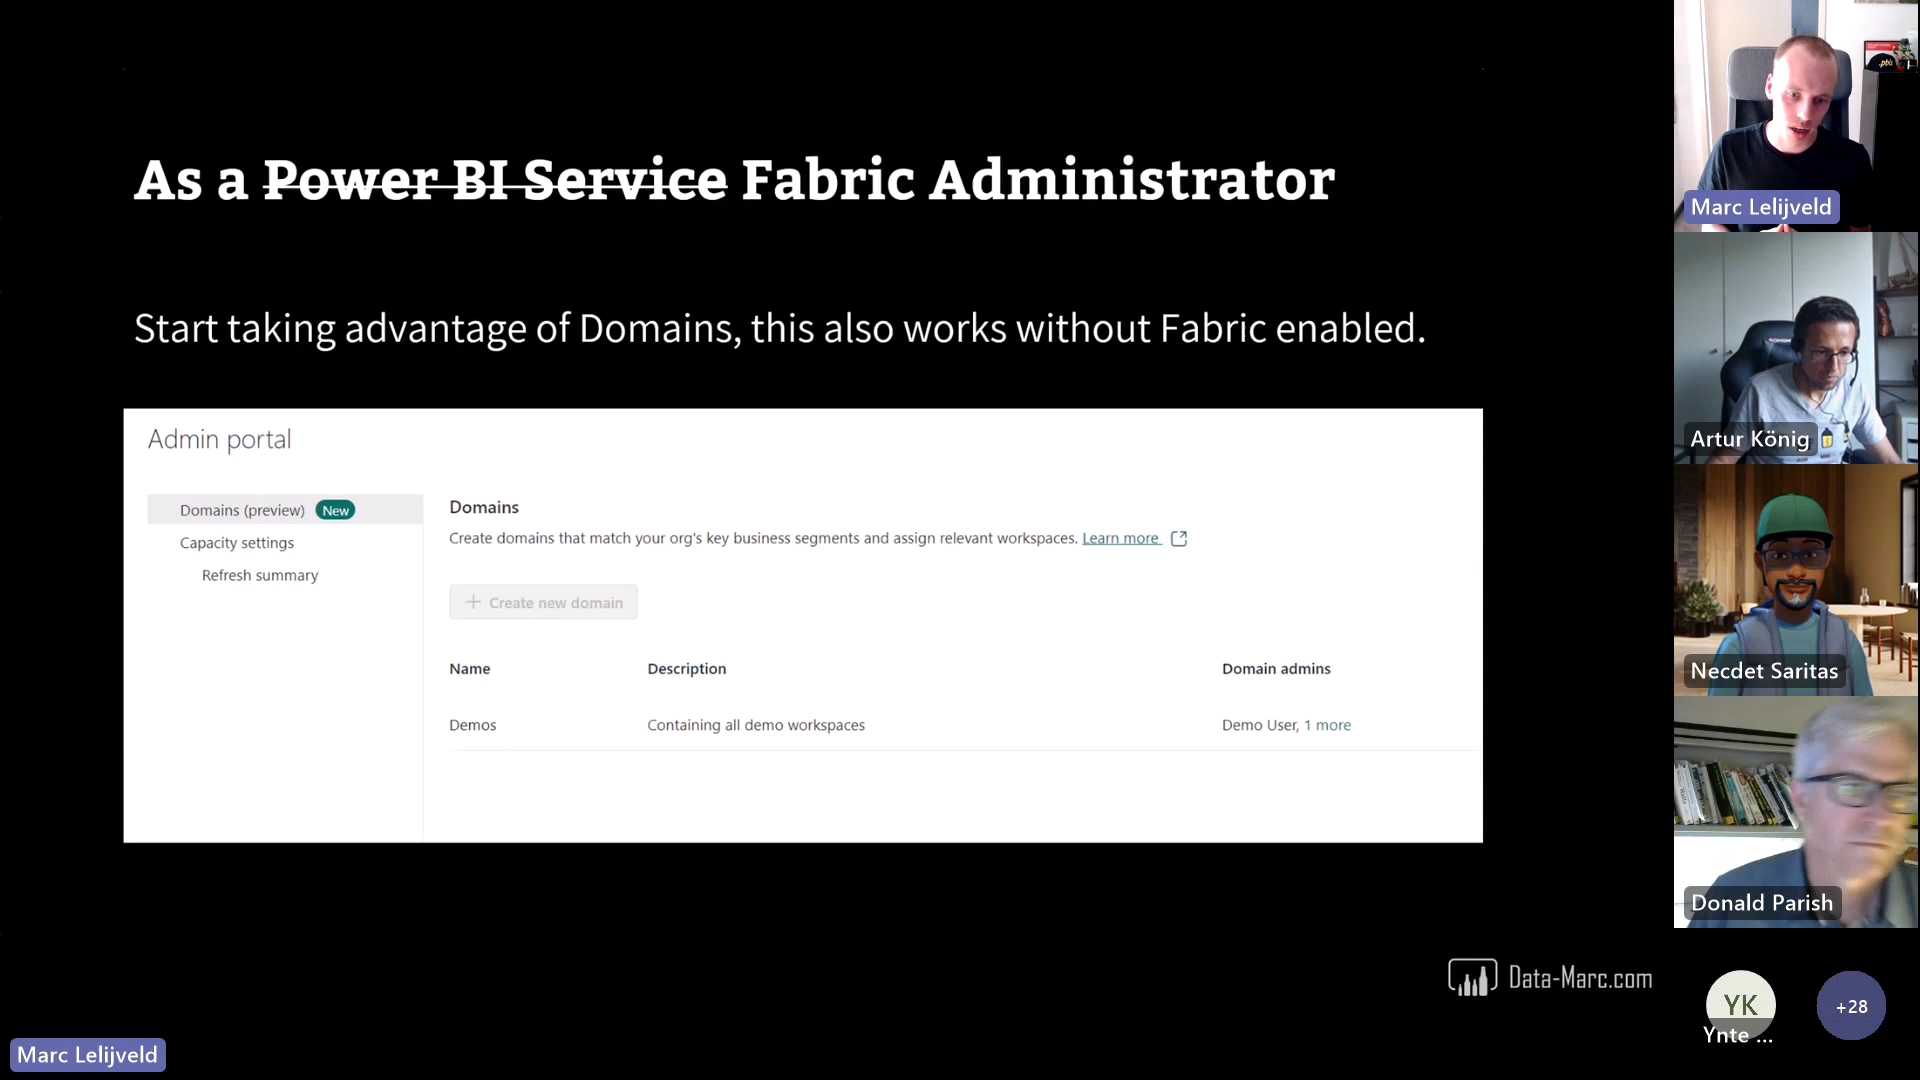 As a Power BI Service Fabric Administrator
Start taking advantage of Domains, this also works without Fabric enabled.
Admin portal
Domains (preview) New
Capacity settings
Refresh summary
Domains
Create domains that match your org's key business segments and assign relevant workspaces. Learn more
+ Create new domain
Name Description Domain admins
Demos Containing all demo workspaces Demo User, 1 more
Data-Marc.com
Marc Lelijveld
.pbix
Marc Lelijveld
Artur König
Necdet Saritas
Donald Parish
YK
Ynte ...
+28